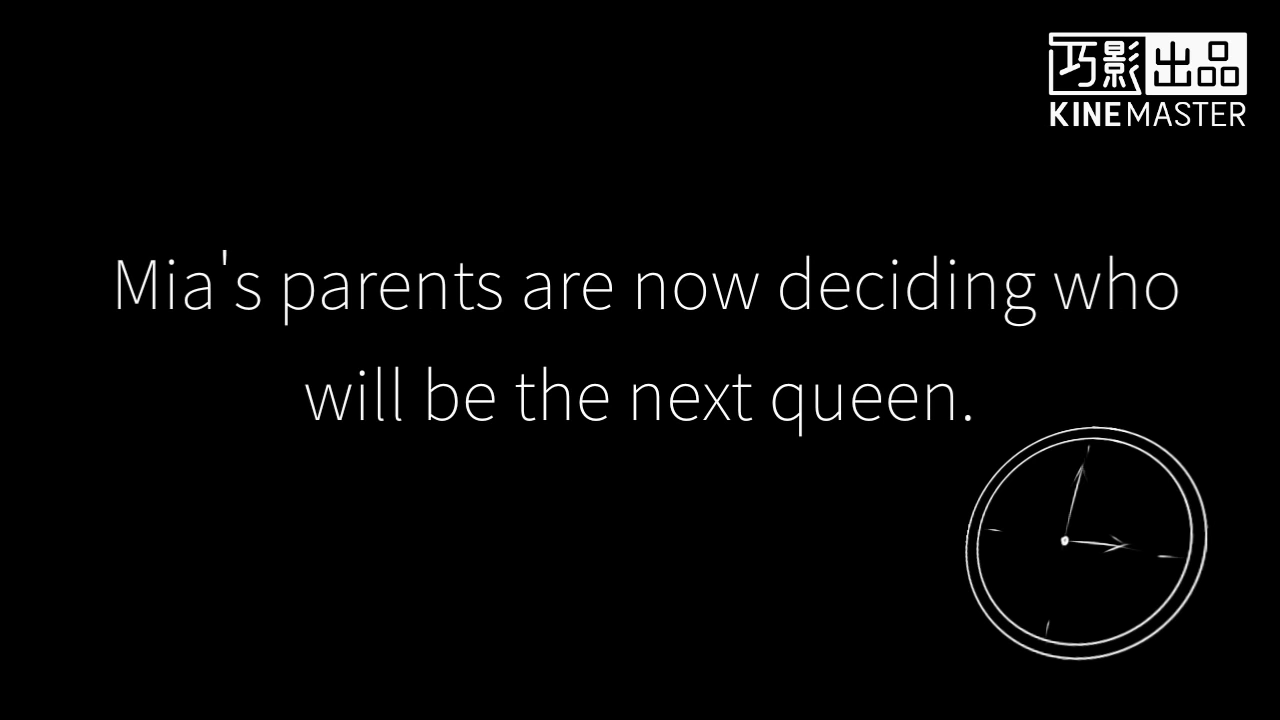 巧影出品
KINEMASTER
Mia's parents are now deciding who
will be the next queen.